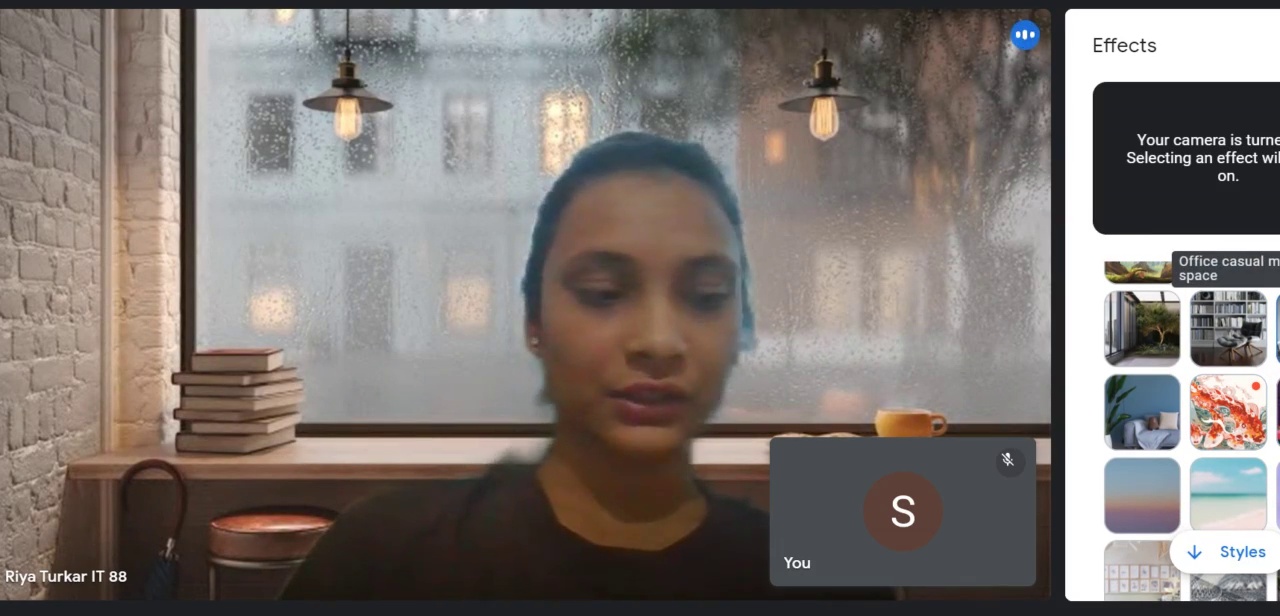 Effects
Your camera is turne
Selecting an effect wil
on.
Office casual m
space
S
You
Riya Turkar IT 88
Styles